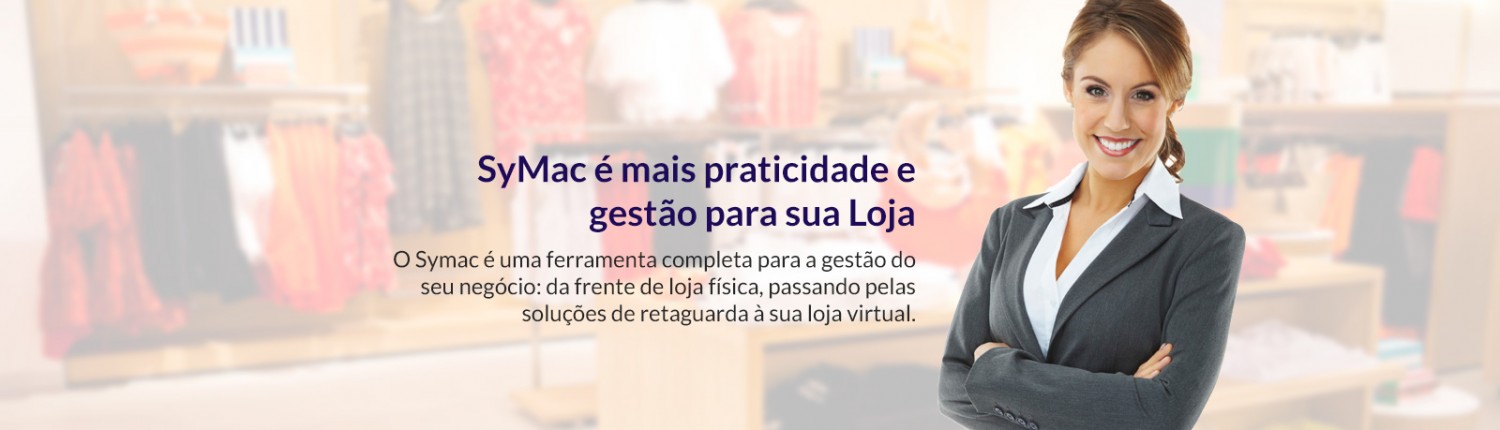 SyMac é mais praticidade e
gestão para sua Loja
O Symac é uma ferramenta completa para a gestão do
seu negócio: da frente de loja física, passando pelas
soluções de retaguarda à sua loja virtual.